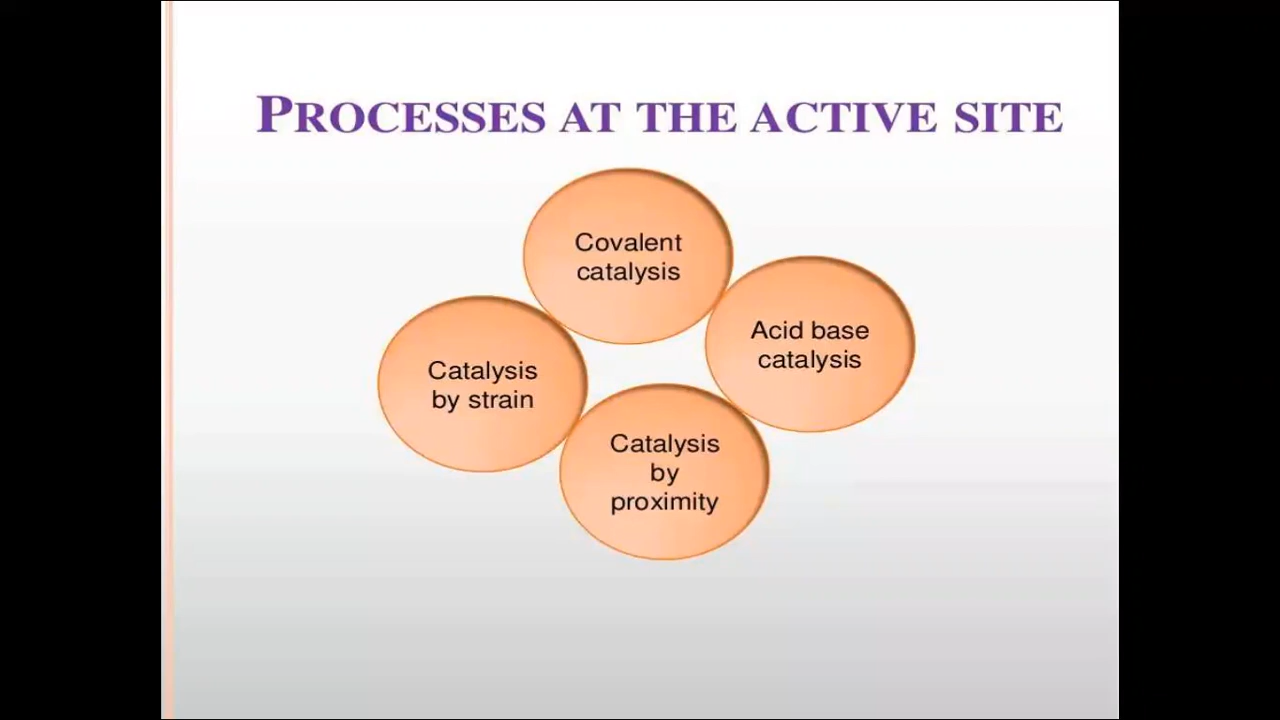 PROCESSES AT THE ACTIVE SITE
Covalent
catalysis
Acid base
catalysis
Catalysis
by strain
Catalysis
by
proximity